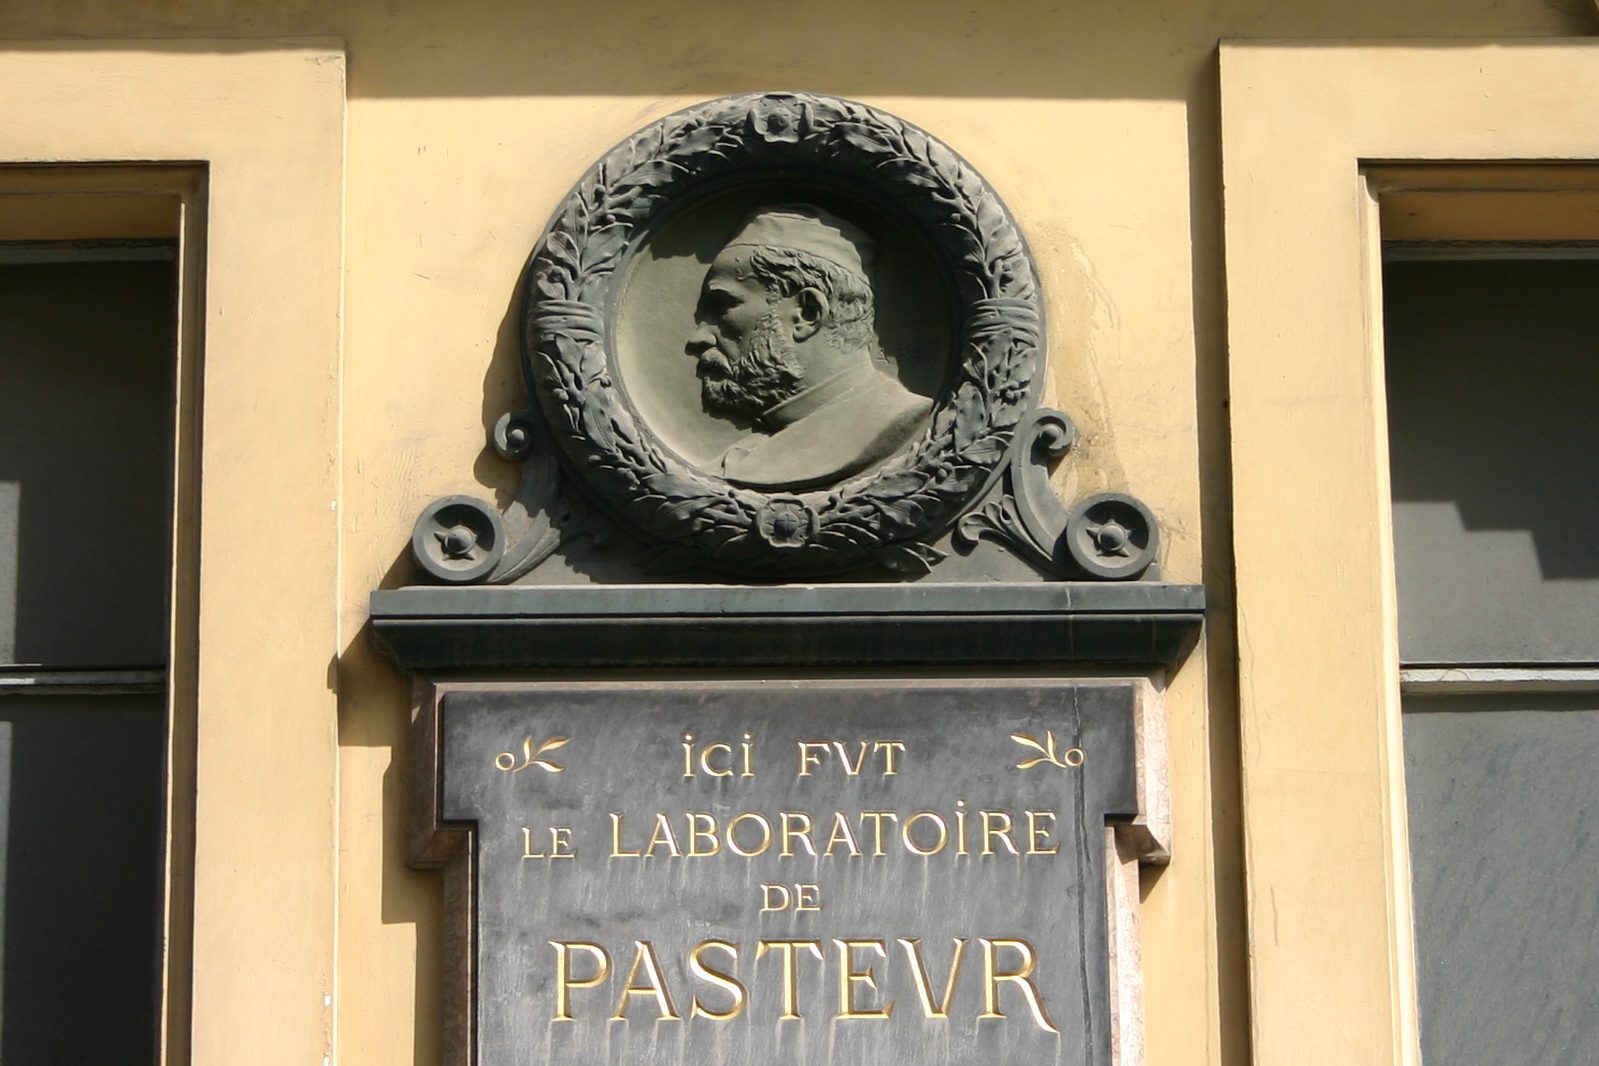 iCi FVT
LE LABORATOiRE
DE
PASTEVR